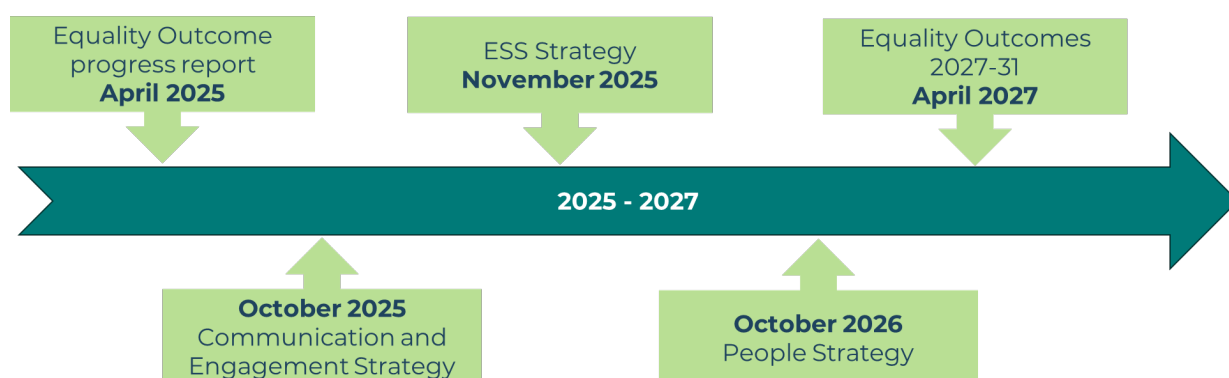 Equality Outcome
progress report
April 2025
ESS Strategy
November 2025
Equality Outcomes
2027-31
April 2027
2025 - 2027
October 2025
Communication and
Engagement Strategy
October 2026
People Strategy